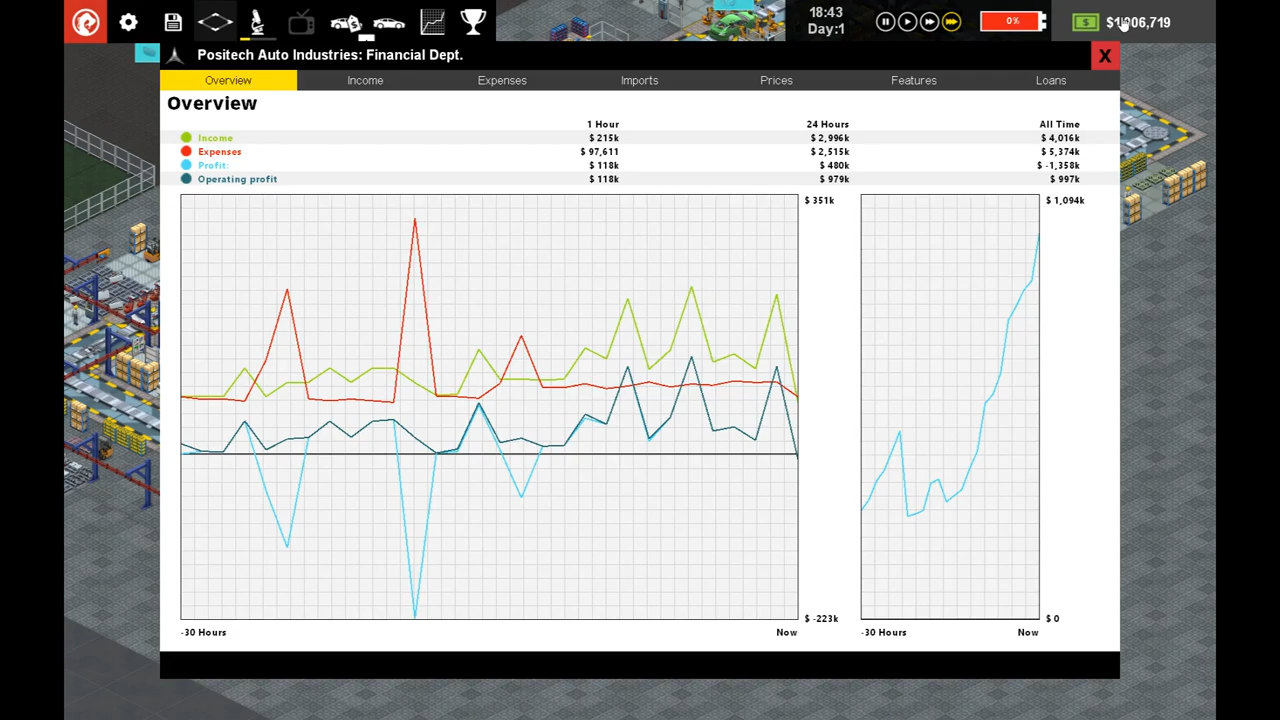 18:43
Day:1
0%
Positech Auto Industries: Financial Dept.
X
Overview Income Expenses Imports Prices Features Loans
Overview
1 Hour 24 Hours All Time
Income $ 215k $ 2,996k $ 4,016k
Expenses $ 97,611 $ 2,515k $ 5,374k
Profit: $ 118k $ 480k $ -1,358k
Operating profit $ 118k $ 979k $ 997k
$ 351k
$ 1,094k
$ -223k
$ 0
-30 Hours Now
-30 Hours Now